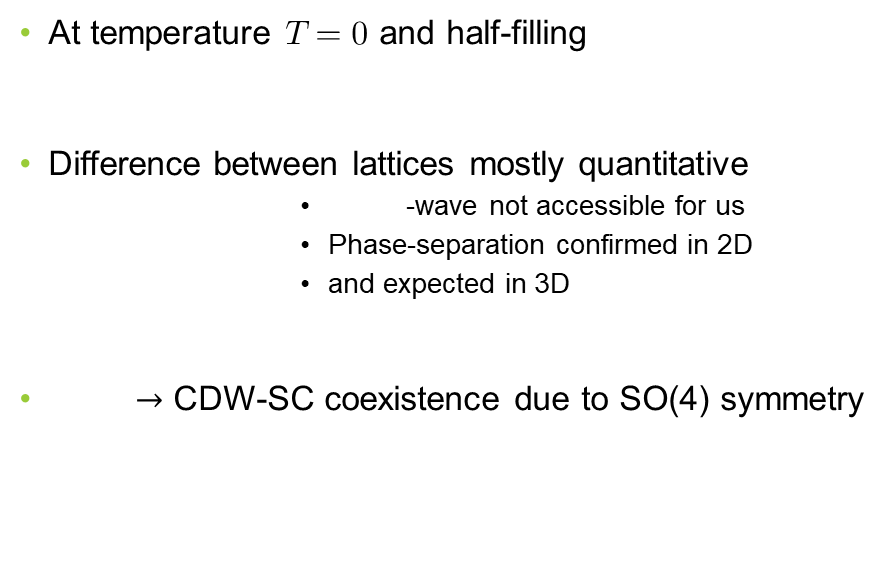 • At temperature T = 0 and half-filling
• Difference between lattices mostly quantitative
• -wave not accessible for us
• Phase-separation confirmed in 2D
• and expected in 3D
• → CDW-SC coexistence due to SO(4) symmetry